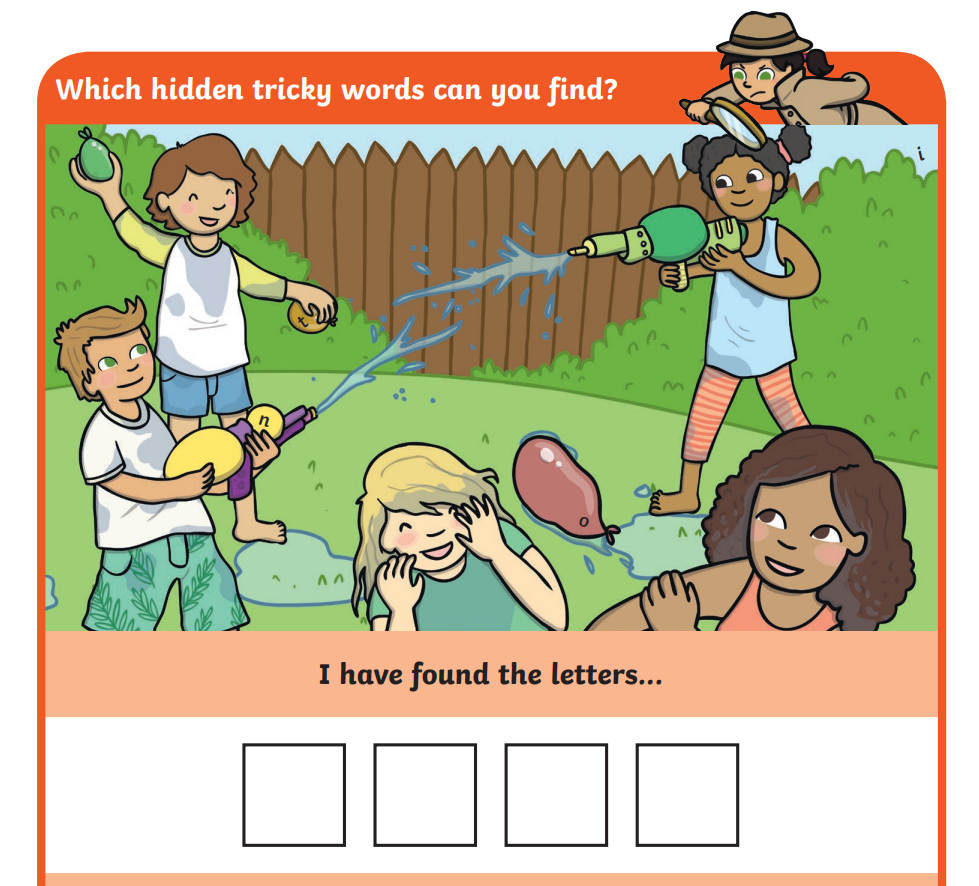 Which hidden tricky words can you find?
i
t
n
o
I have found the letters...